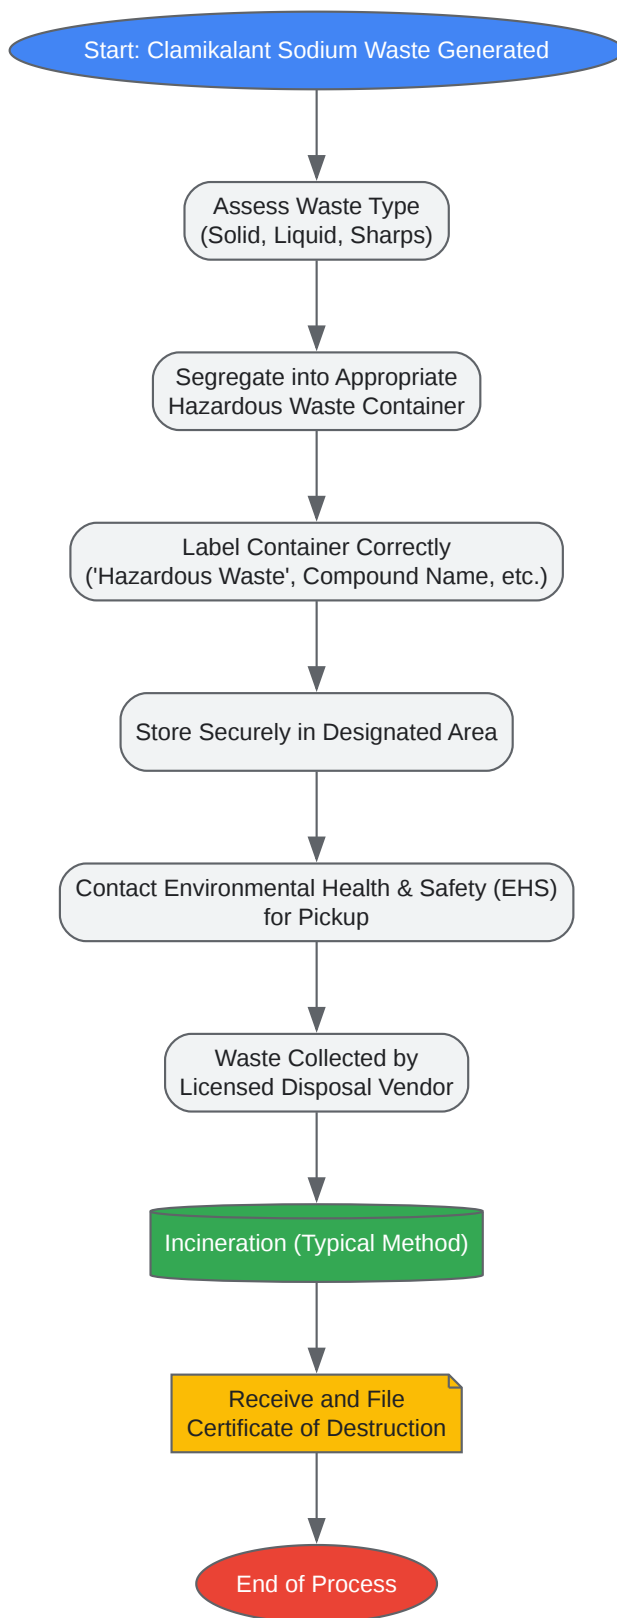 Start: Clamikalant Sodium Waste Generated
Assess Waste Type
(Solid, Liquid, Sharps)
Segregate into Appropriate
Hazardous Waste Container
Label Container Correctly
('Hazardous Waste', Compound Name, etc.)
Store Securely in Designated Area
Contact Environmental Health & Safety (EHS)
for Pickup
Waste Collected by
Licensed Disposal Vendor
Incineration (Typical Method)
Receive and File
Certificate of Destruction
End of Process